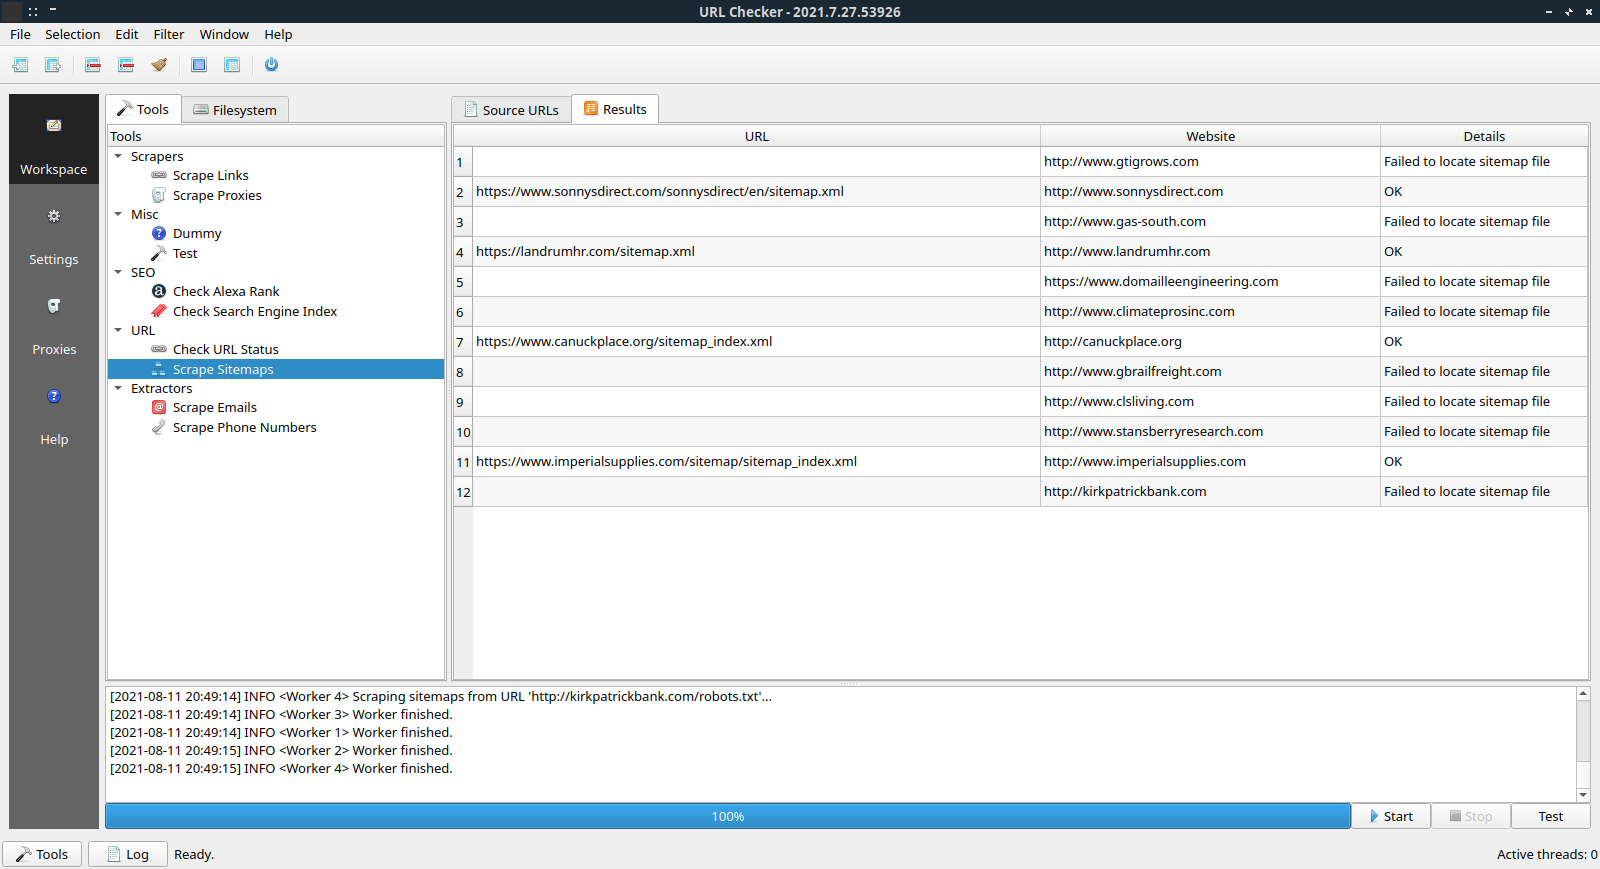 URL Checker - 2021.7.27.53926
File Selection Edit Filter Window Help
Workspace
Settings
Proxies
Help
Tools Filesystem
Tools
Scrapers
Scrape Links
Scrape Proxies
Misc
Dummy
Test
SEO
Check Alexa Rank
Check Search Engine Index
URL
Check URL Status
Scrape Sitemaps
Extractors
Scrape Emails
Scrape Phone Numbers
Source URLs Results
URL Website Details
1 http://www.gtigrows.com Failed to locate sitemap file
2 https://www.sonnysdirect.com/sonnysdirect/en/sitemap.xml http://www.sonnysdirect.com OK
3 http://www.gas-south.com Failed to locate sitemap file
4 https://landrumhr.com/sitemap.xml http://www.landrumhr.com OK
5 https://www.domailleengineering.com Failed to locate sitemap file
6 http://www.climateprosinc.com Failed to locate sitemap file
7 https://www.canuckplace.org/sitemap_index.xml http://canuckplace.org OK
8 http://www.gbrailfreight.com Failed to locate sitemap file
9 http://www.clsliving.com Failed to locate sitemap file
10 http://www.stansberryresearch.com Failed to locate sitemap file
11 https://www.imperialsupplies.com/sitemap/sitemap_index.xml http://www.imperialsupplies.com OK
12 http://kirkpatrickbank.com Failed to locate sitemap file
[2021-08-11 20:49:14] INFO <Worker 4> Scraping sitemaps from URL 'http://kirkpatrickbank.com/robots.txt'...
[2021-08-11 20:49:14] INFO <Worker 3> Worker finished.
[2021-08-11 20:49:14] INFO <Worker 1> Worker finished.
[2021-08-11 20:49:15] INFO <Worker 2> Worker finished.
[2021-08-11 20:49:15] INFO <Worker 4> Worker finished.
100% Start Stop Test
Tools Log Ready. Active threads: 0